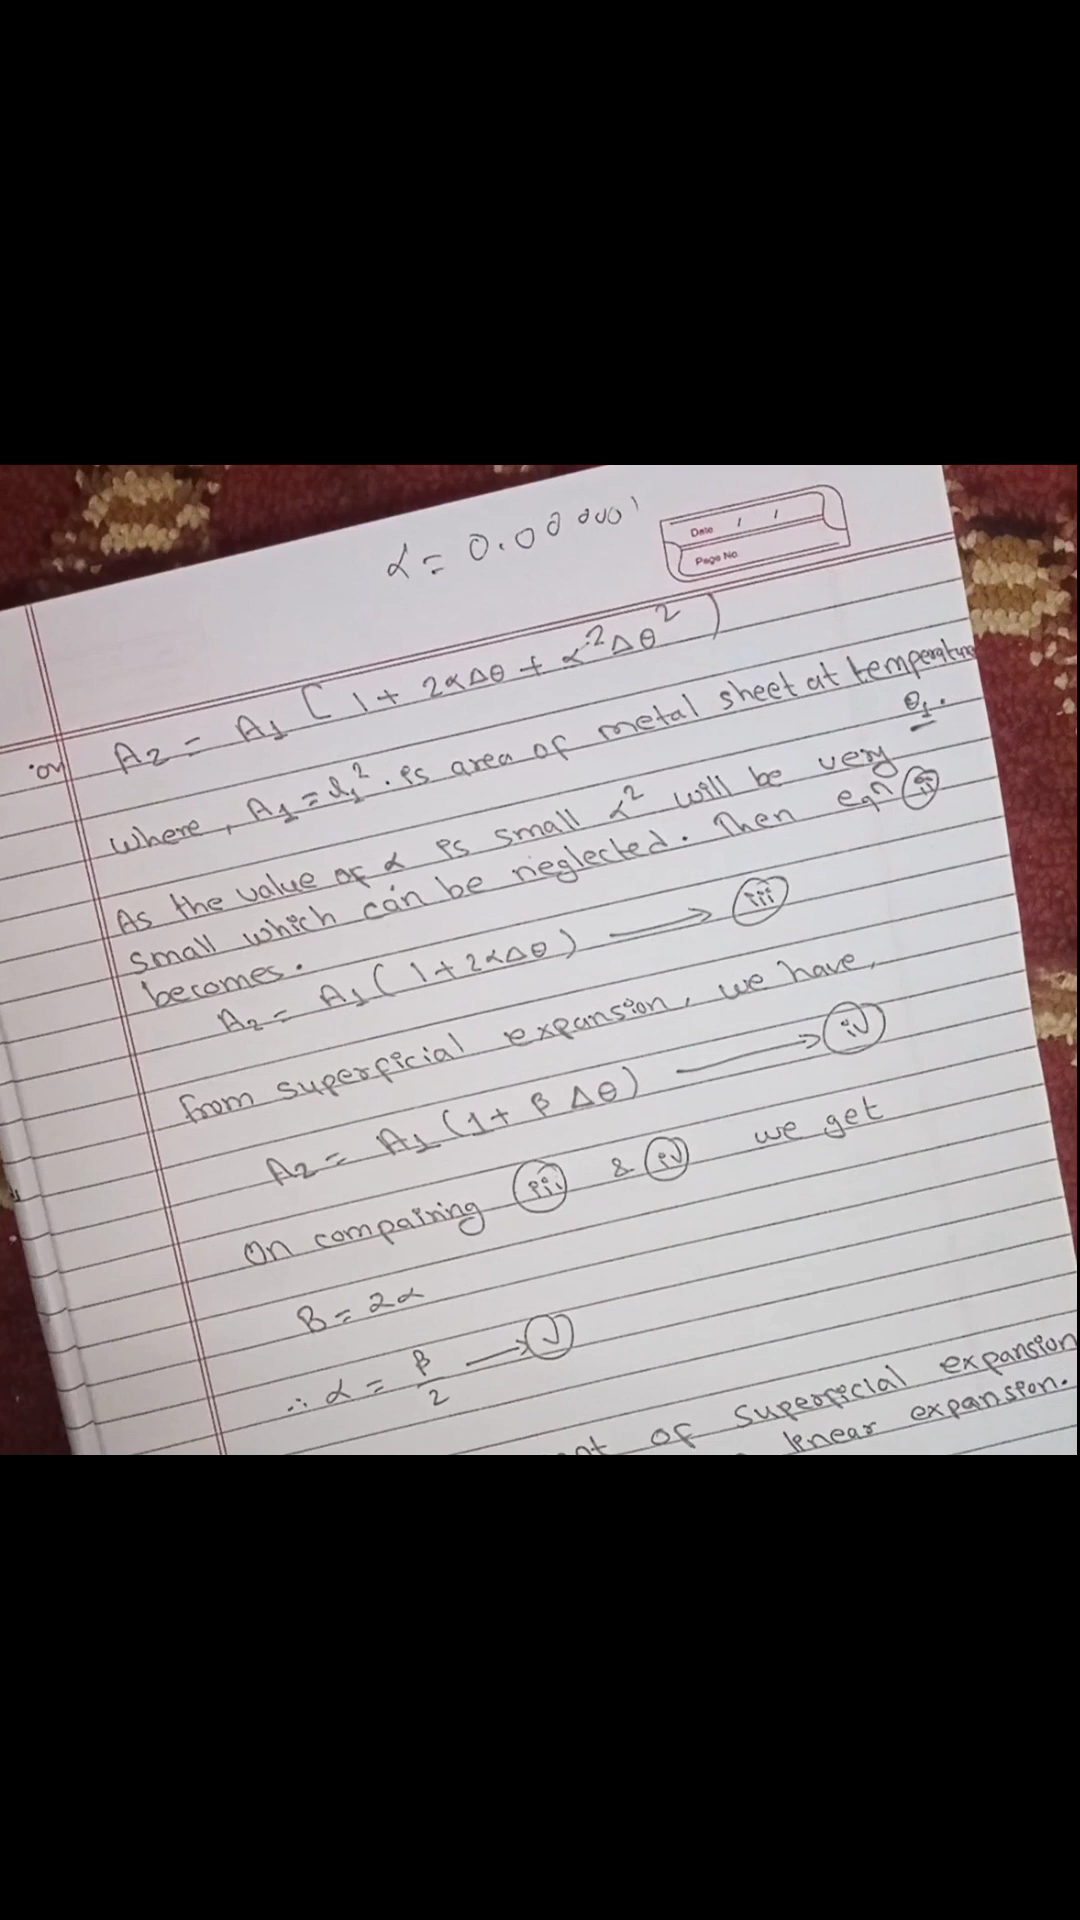 α = 0.000001
Date / /
Page No
or A₂ = A₁ [1 + 2αΔθ + α²Δθ²)
where, A₁ = l₁². is area of metal sheet at temperature
θ₁.
As the value of α is small α² will be very
small which can be neglected. Then eqⁿ (ii)
becomes.
A₂ = A₁ (1 + 2αΔθ) → (iii)
from superficial expansion, we have,
A₂ = A₁ (1 + β Δθ) → (iv)
On compairing (iii) & (iv) we get
β = 2α
∴ α = β/2 → (v)
of superficial expansion
linear expansion.